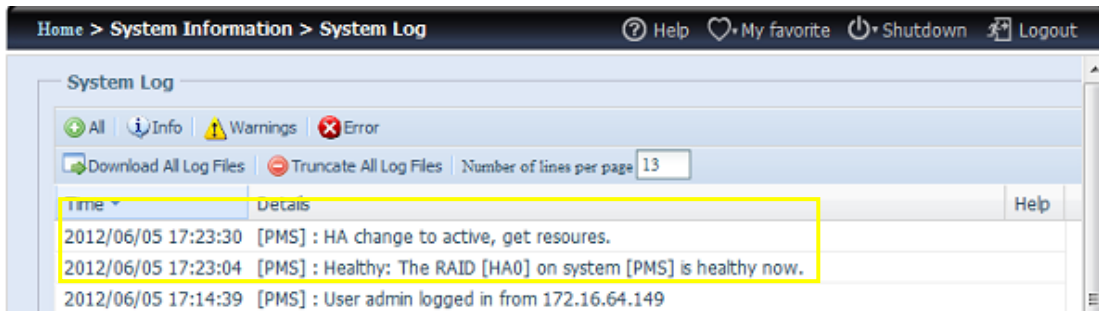 Home > System Information > System Log Help My favorite Shutdown Logout
System Log
All Info Warnings Error
Download All Log Files Truncate All Log Files Number of lines per page 13
Time Details Help
2012/06/05 17:23:30 [PMS] : HA change to active, get resoures.
2012/06/05 17:23:04 [PMS] : Healthy: The RAID [HA0] on system [PMS] is healthy now.
2012/06/05 17:14:39 [PMS] : User admin logged in from 172.16.64.149